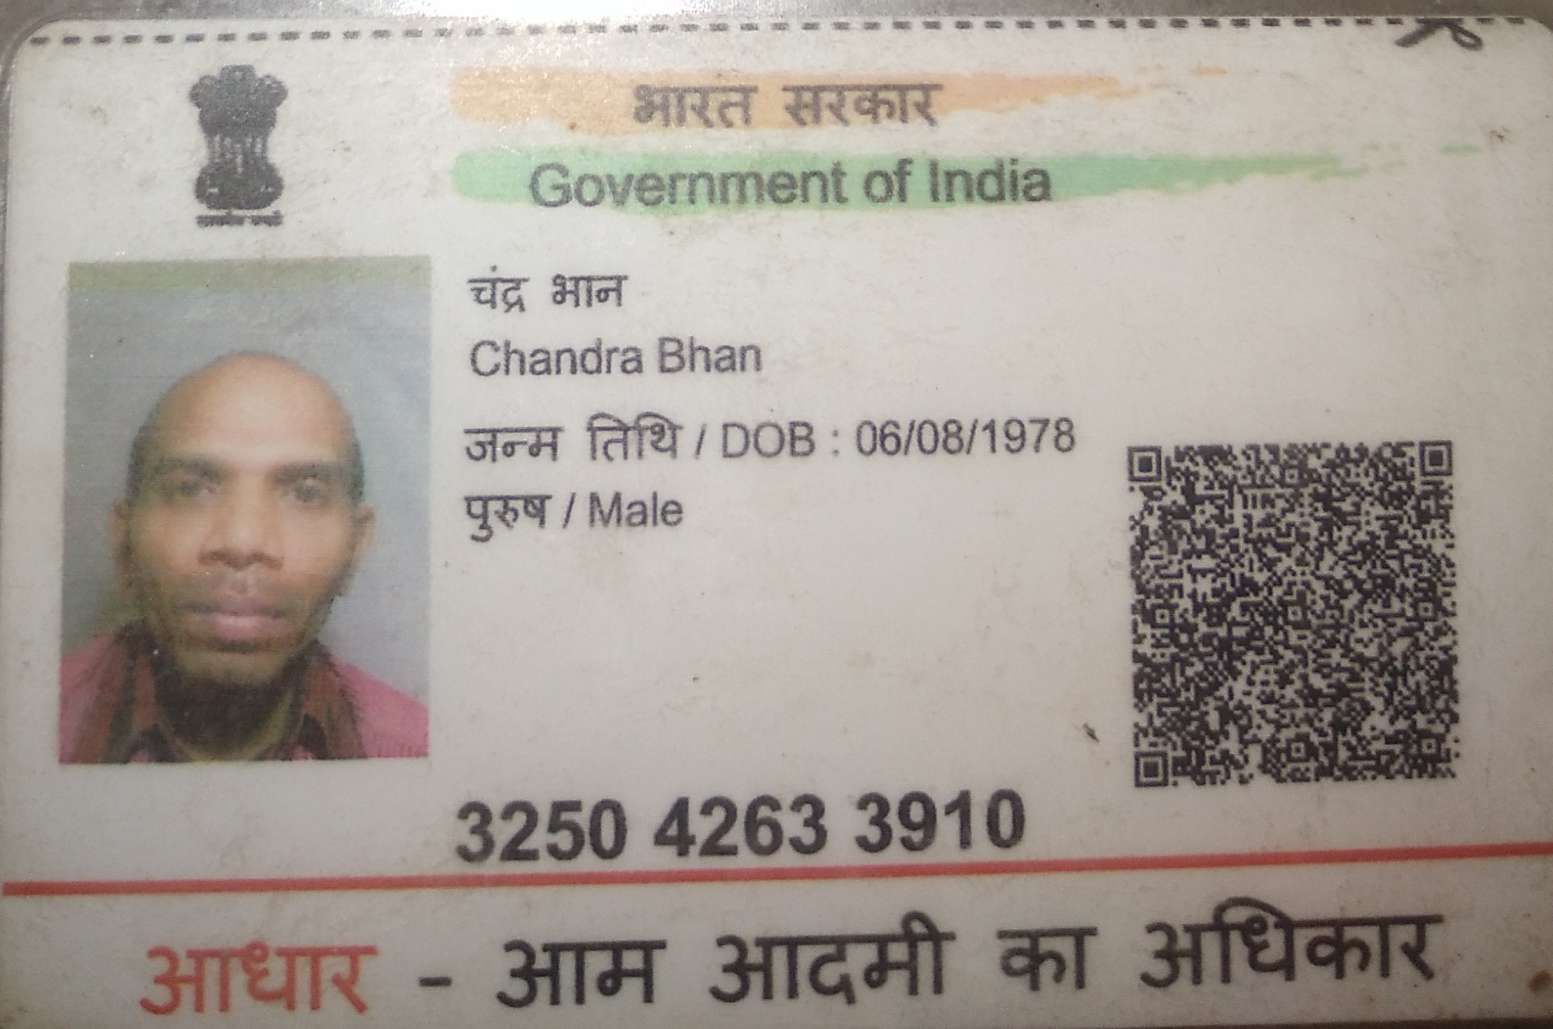 भारत सरकार
Government of India
चंद्र भान
Chandra Bhan
जन्म तिथि / DOB : 06/08/1978
पुरुष / Male
3250 4263 3910
आधार - आम आदमी का अधिकार